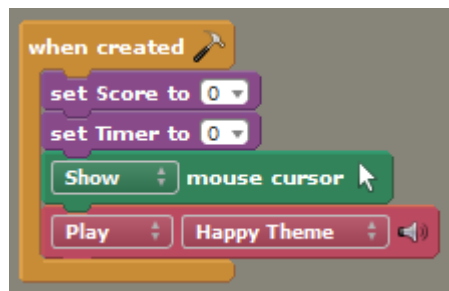 when created
set Score to 0
set Timer to 0
Show mouse cursor
Play Happy Theme